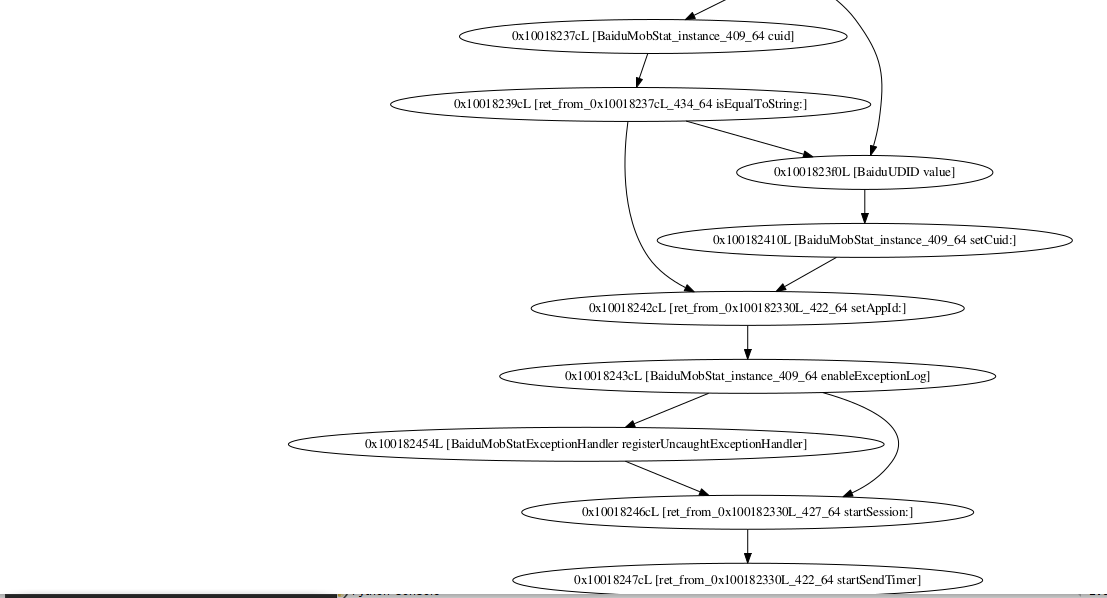 0x10018237cL [BaiduMobStat_instance_409_64 cuid]
0x10018239cL [ret_from_0x10018237cL_434_64 isEqualToString:]
0x1001823f0L [BaiduUDID value]
0x100182410L [BaiduMobStat_instance_409_64 setCuid:]
0x10018242cL [ret_from_0x100182330L_422_64 setAppId:]
0x10018243cL [BaiduMobStat_instance_409_64 enableExceptionLog]
0x100182454L [BaiduMobStatExceptionHandler registerUncaughtExceptionHandler]
0x10018246cL [ret_from_0x100182330L_427_64 startSession:]
0x10018247cL [ret_from_0x100182330L_422_64 startSendTimer]